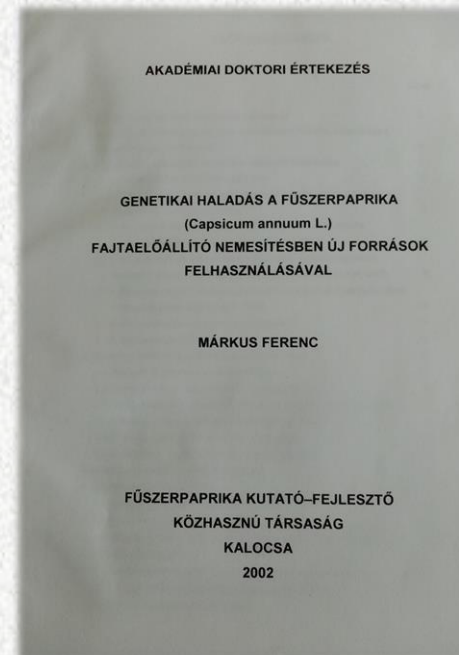 AKADÉMIAI DOKTORI ÉRTEKEZÉS
GENETIKAI HALADÁS A FŰSZERPAPRIKA
(Capsicum annuum L.)
FAJTAELŐÁLLÍTÓ NEMESÍTÉSBEN ÚJ FORRÁSOK
FELHASZNÁLÁSÁVAL
MÁRKUS FERENC
FŰSZERPAPRIKA KUTATÓ–FEJLESZTŐ
KÖZHASZNÚ TÁRSASÁG
KALOCSA
2002